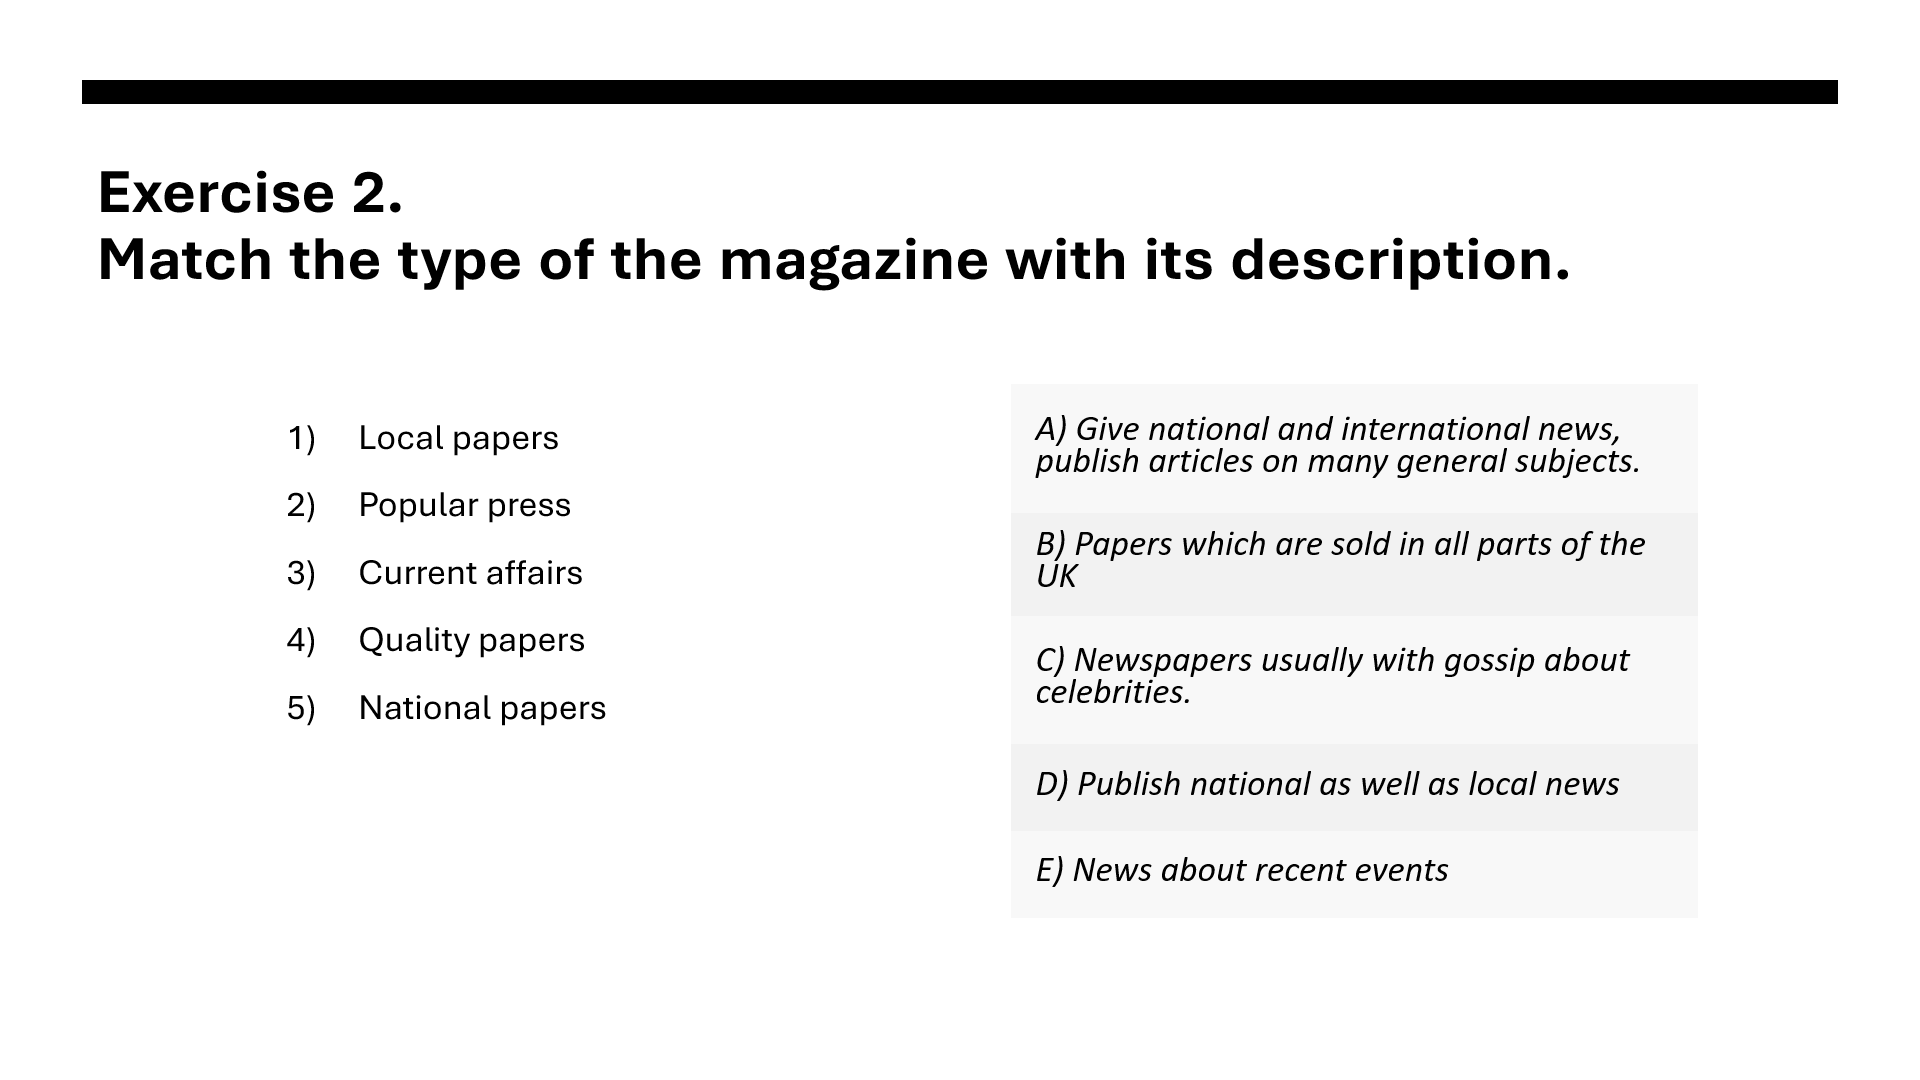 Exercise 2.
Match the type of the magazine with its description.
1) Local papers
2) Popular press
3) Current affairs
4) Quality papers
5) National papers
A) Give national and international news,
publish articles on many general subjects.
B) Papers which are sold in all parts of the
UK
C) Newspapers usually with gossip about
celebrities.
D) Publish national as well as local news
E) News about recent events